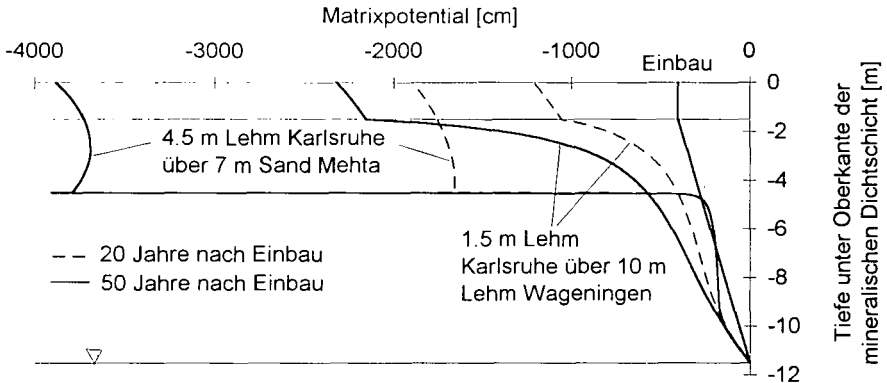 Matrixpotential [cm]
-4000 -3000 -2000 -1000 0
Einbau
0
-2
-4
-6
-8
-10
-12
4.5 m Lehm Karlsruhe
über 7 m Sand Mehta
20 Jahre nach Einbau
50 Jahre nach Einbau
1.5 m Lehm
Karlsruhe über 10 m
Lehm Wageningen
Tiefe unter Oberkante der
mineralischen Dichtschicht [m]